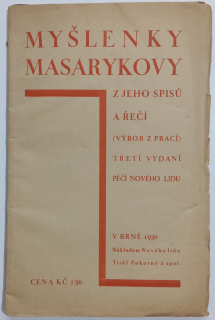 MYŠLENKY
MASARYKOVY
Z JEHO SPISŮ
A ŘEČÍ
(VÝBOR Z PRACÍ)
TŘETÍ VYDANÍ
PÉČÍ NOVÉHO LIDU
V BRNĚ 1930
Nákladem Nového lidu
Tiskl Pokorný a spol.
CENA KČ 1·50